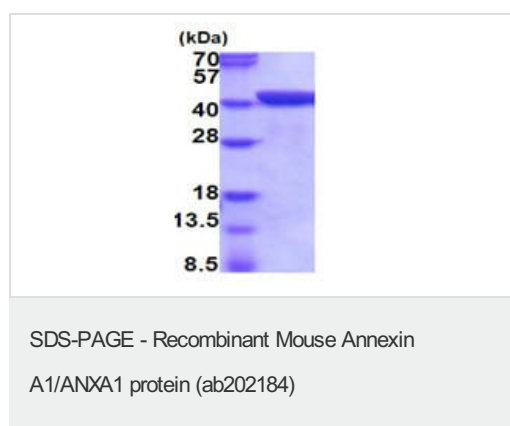 (kDa)
70
57
40
28
18
13.5
8.5
SDS-PAGE - Recombinant Mouse Annexin
A1/ANXA1 protein (ab202184)